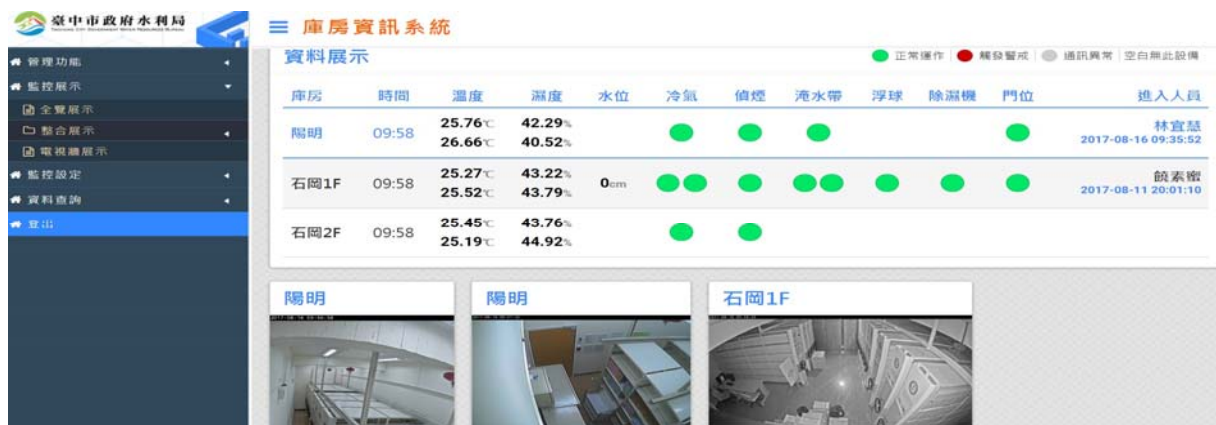 臺中市政府水利局
庫房資訊系統
管理功能
監控展示
全覽展示
整合展示
電視牆展示
監控設定
資料查詢
登出
資料展示
正常運作 觸發警戒 通訊異常 空白無此設備
庫房 時間 溫度 濕度 水位 冷氣 偵煙 淹水帶 浮球 除濕機 門位 進入人員
陽明 09:58 25.76℃ 42.29% 林宜慧
26.66℃ 40.52% 2017-08-16 09:35:52
石岡1F 09:58 25.27℃ 43.22% 0cm 饒素蜜
25.52℃ 43.79% 2017-08-11 20:01:10
石岡2F 09:58 25.45℃ 43.76%
25.19℃ 44.92%
陽明 陽明 石岡1F